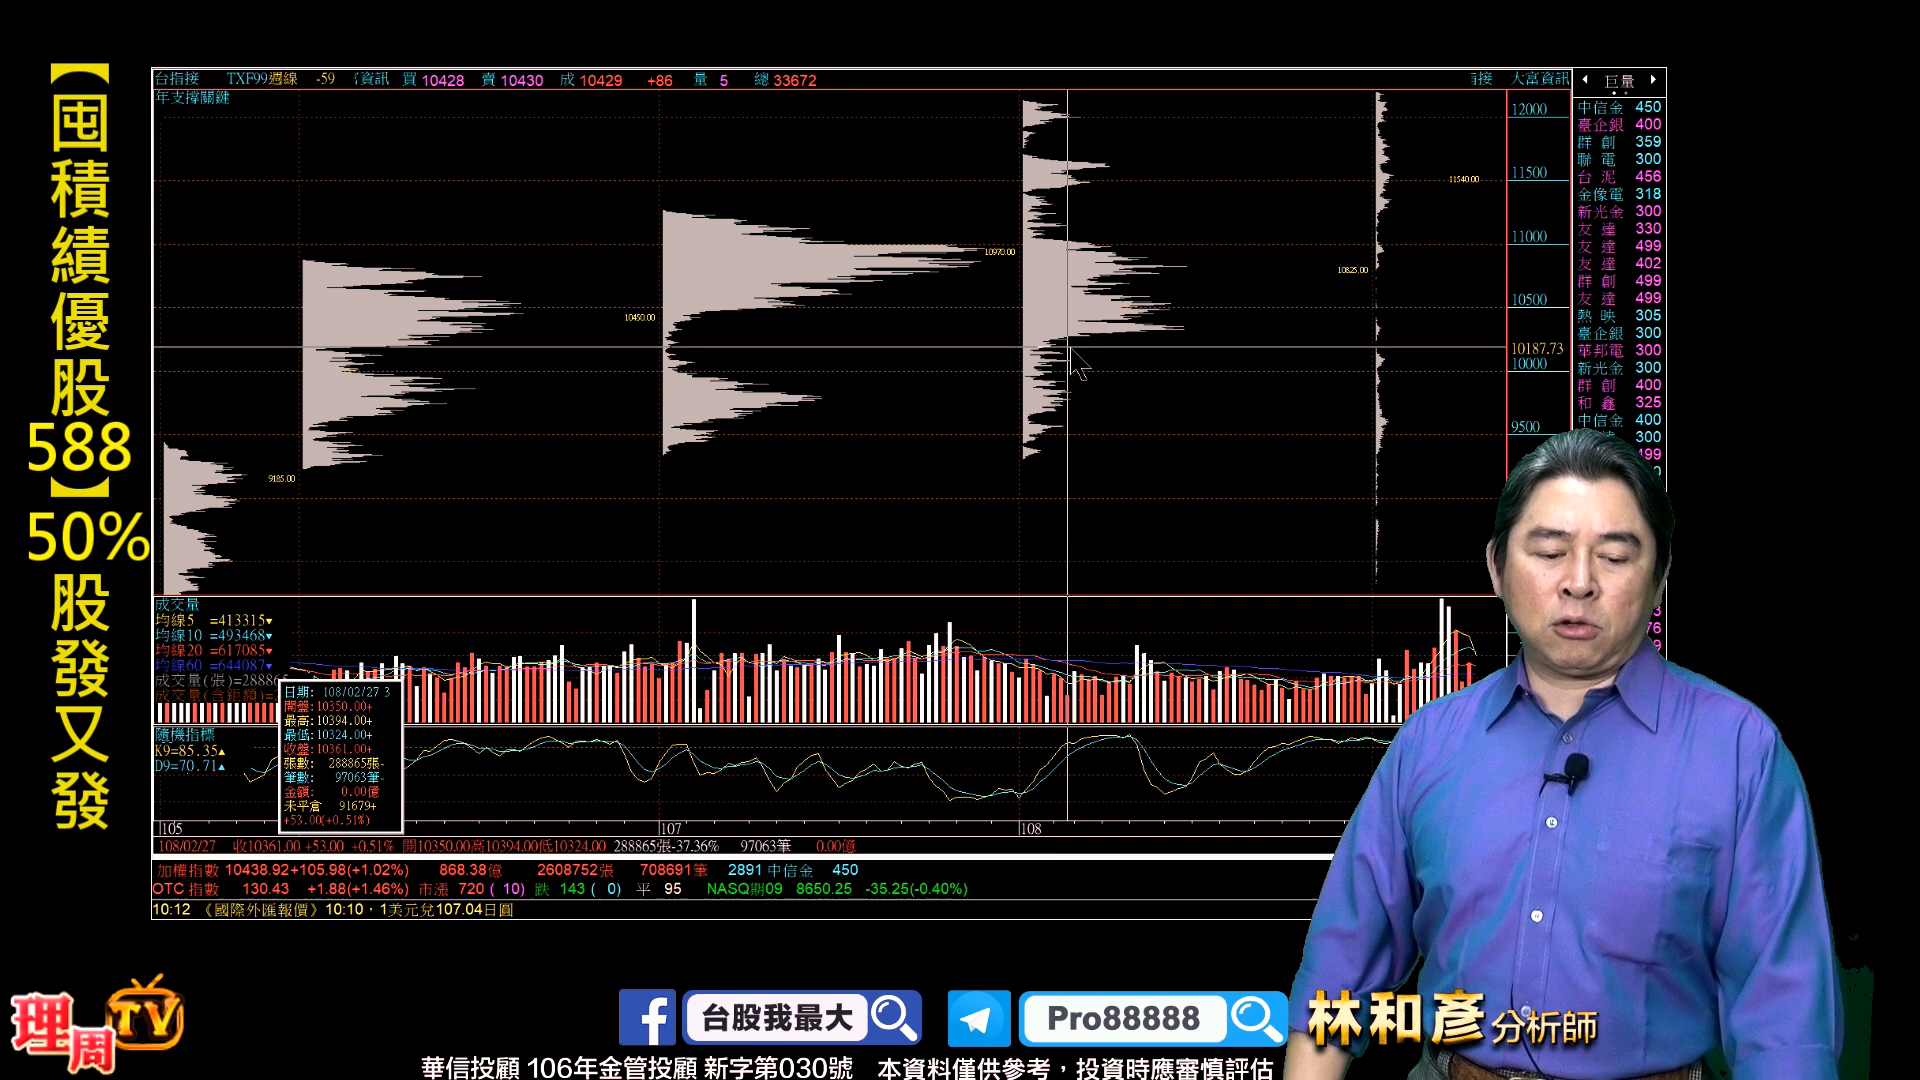 【囤積績優股588】50%股發又發
台指接 TXF99週線 -59 資訊 買 10428 賣 10430 成 10429 +86 量 5 總 33672 指接 大富資訊
年支撐關鍵
12000
11500
11000
10500
10187.73
10000
9500
11540.00
10970.00
10825.00
10450.00
9185.00
巨量
中信金 450
臺企銀 400
群創 359
聯電 300
台泥 456
金像電 318
新光金 300
友達 330
友達 499
友達 402
群創 499
友達 499
熱映 305
臺企銀 300
華邦電 300
新光金 300
群創 400
和鑫 325
中信金 400
300
499
成交量
均線5 =413315▼
均線10 =493468▼
均線20 =617085▼
均線60 =644087▼
成交量(張)=288865
日期: 108/02/27 3
開盤:10350.00+
最高:10394.00+
最低:10324.00+
收盤:10361.00+
張數: 288865張-
筆數: 97063筆-
金額: 0.00億
未平倉 91679+
+53.00(+0.51%)
隨機指標
K9=85.35▲
D9=70.71▲
105
107
108
108/02/27 收10361.00 +53.00 +0.51% 開10350.00高10394.00低10324.00 288865張-37.36% 97063筆 0.00億
加權指數 10438.92+105.98(+1.02%) 868.38億 2608752張 708691筆 2891 中信金 450
OTC 指數 130.43 +1.88(+1.46%) 市漲 720 ( 10) 跌 143 ( 0) 平 95 NASQ期09 8650.25 -35.25(-0.40%)
10:12 《國際外匯報價》10:10，1美元兌107.04日圓
理周TV
台股我最大
Pro88888
林和彥 分析師
華信投顧 106年金管投顧 新字第030號 本資料僅供參考，投資時應審慎評估